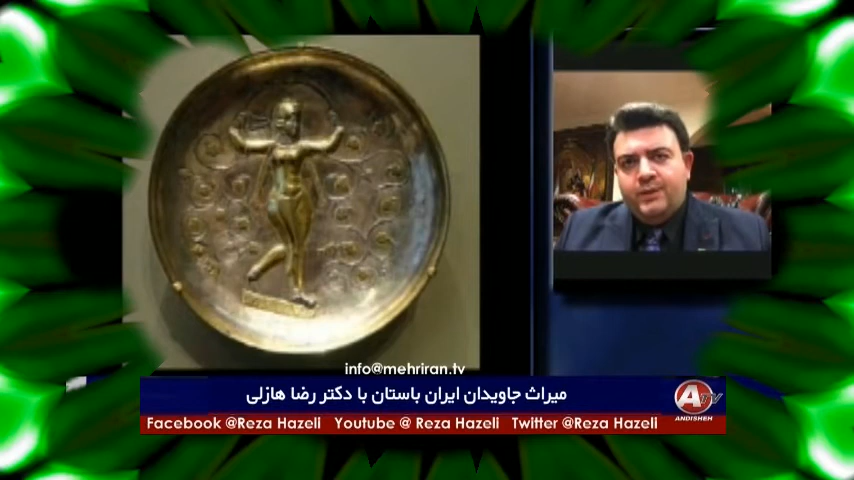 info@mehriran.tv
میراث جاویدان ایران باستان با دکتر رضا هازلی
A TV
ANDISHEH
Facebook @Reza Hazeli Youtube @ Reza Hazeli Twitter @Reza Hazeli